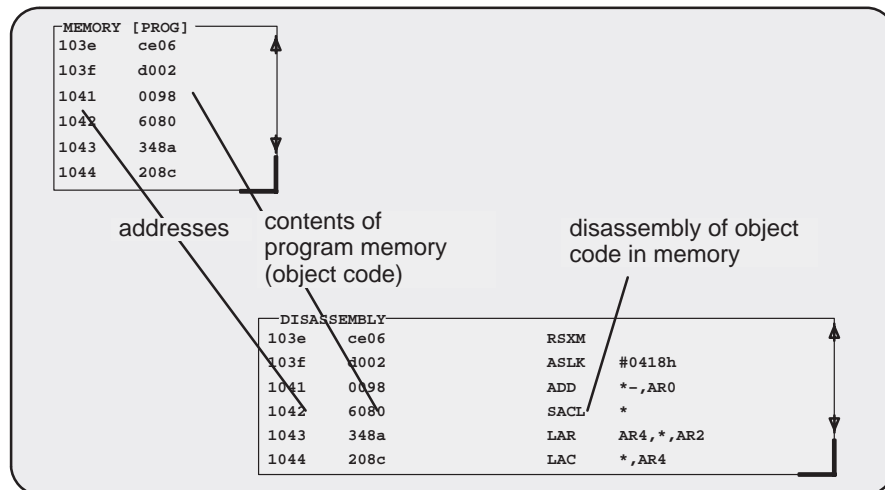 MEMORY [PROG]
103e ce06
103f d002
1041 0098
1042 6080
1043 348a
1044 208c
addresses
contents of
program memory
(object code)
disassembly of object
code in memory
DISASSEMBLY
103e ce06 RSXM
103f d002 ASLK #0418h
1041 0098 ADD *–,AR0
1042 6080 SACL *
1043 348a LAR AR4,*,AR2
1044 208c LAC *,AR4